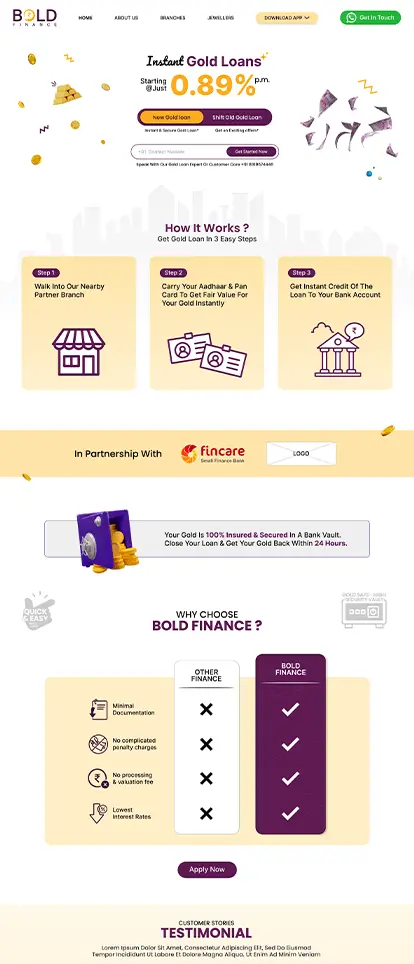 BOLD
FINANCE
HOME
ABOUT US
BRANCHES
JEWELLERS
DOWNLOAD APP
Get In Touch
Instant Gold Loans
Starting
@Just
0.89% p.m.
New Gold loan
Shift Old Gold Loan
Instant & Secure Gold Loan*
Get an Existing offers*
+91 Contact Number
Get Started Now
Speak With Our Gold Loan Expert Or Customer Care
How It Works ?
Get Gold Loan In 3 Easy Steps
Step 1
Walk Into Our Nearby
Partner Branch
Step 2
Carry Your Aadhaar & Pan
Card To Get Fair Value For
Your Gold Instantly
Step 3
Get Instant Credit Of The
Loan To Your Bank Account
In Partnership With
fincare
Small Finance Bank
LOGO
Your Gold Is 100% Insured & Secured In A Bank Vault.
Close Your Loan & Get Your Gold Back Within 24 Hours.
QUICK
& EASY
WHY CHOOSE
BOLD FINANCE ?
OTHER
FINANCE
BOLD
FINANCE
Minimal
Documentation
No complicated
penalty charges
No processing
& valuation fee
Lowest
Interest Rates
Apply Now
CUSTOMER STORIES
TESTIMONIAL
Lorem Ipsum Dolor Sit Amet, Consectetur Adipiscing Elit, Sed Do Eiusmod
Tempor Incididunt Ut Labore Et Dolore Magna Aliqua, Ut Enim Ad Minim Veniam